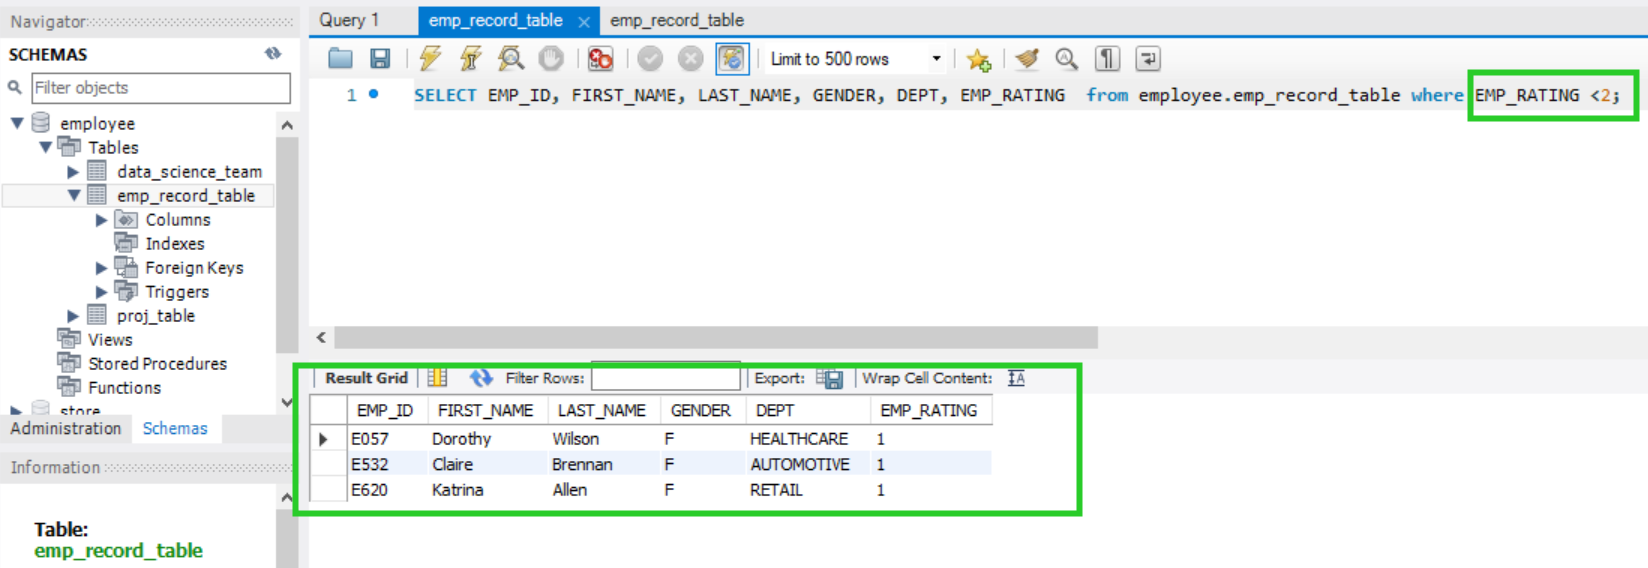 Navigator
SCHEMAS
Filter objects
employee
Tables
data_science_team
emp_record_table
Columns
Indexes
Foreign Keys
Triggers
proj_table
Views
Stored Procedures
Functions
store
Administration Schemas
Information
Table:
emp_record_table
Query 1 emp_record_table × emp_record_table
Limit to 500 rows
1 SELECT EMP_ID, FIRST_NAME, LAST_NAME, GENDER, DEPT, EMP_RATING from employee.emp_record_table where EMP_RATING <2;
Result Grid Filter Rows: Export: Wrap Cell Content: IA
EMP_ID FIRST_NAME LAST_NAME GENDER DEPT EMP_RATING
E057 Dorothy Wilson F HEALTHCARE 1
E532 Claire Brennan F AUTOMOTIVE 1
E620 Katrina Allen F RETAIL 1